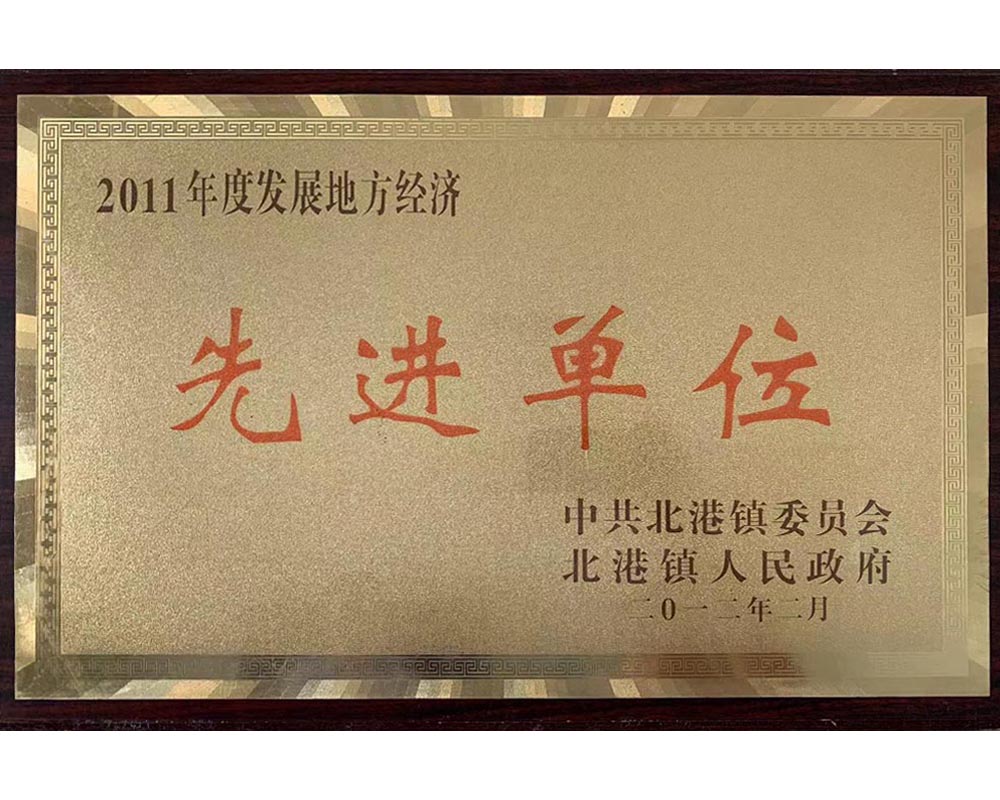 2011年度发展地方经济
先进单位
中共北港镇委员会
北港镇人民政府
二0一二年二月